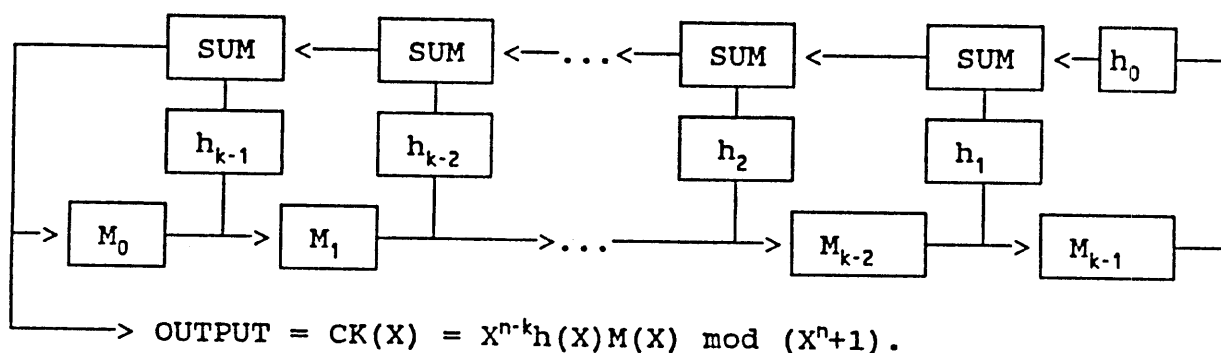 SUM SUM ... SUM SUM h₀
hₖ₋₁ hₖ₋₂ h₂ h₁
M₀ M₁ ... Mₖ₋₂ Mₖ₋₁
OUTPUT = CK(X) = Xⁿ⁻ᵏh(X)M(X) mod (Xⁿ+1).